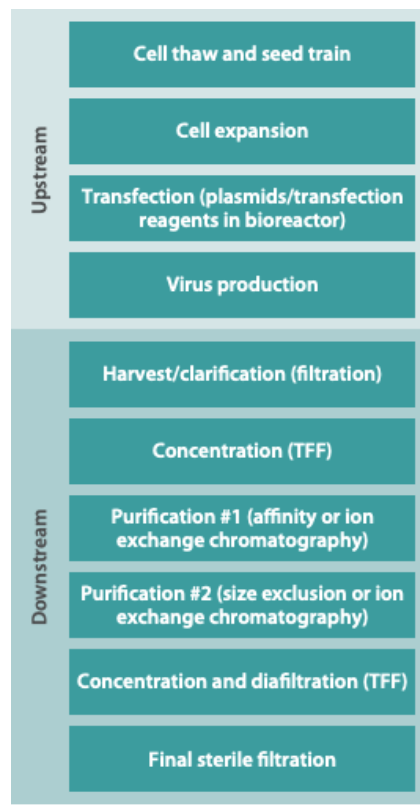 Upstream
Cell thaw and seed train
Cell expansion
Transfection (plasmids/transfection
reagents in bioreactor)
Virus production
Downstream
Harvest/clarification (filtration)
Concentration (TFF)
Purification #1 (affinity or ion
exchange chromatography)
Purification #2 (size exclusion or ion
exchange chromatography)
Concentration and diafiltration (TFF)
Final sterile filtration